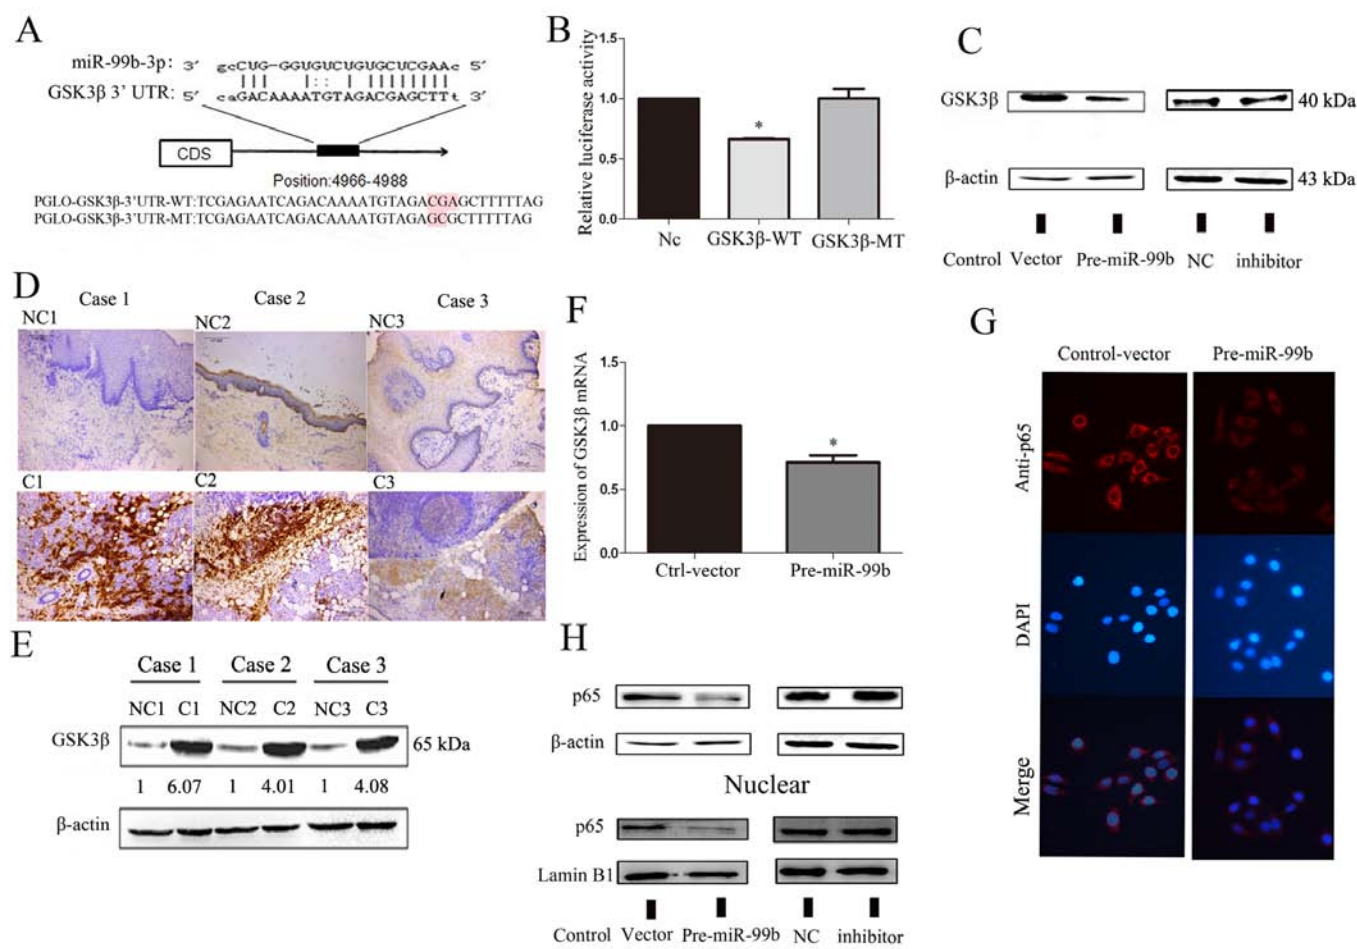 A
miR-99b-3p: 3′ gcCUG-GGUGUCUGUGCUCGAAc 5′
GSK3β 3' UTR: 5′ caGACAAAATGTAGACGAGCTTt 3′
CDS
Position:4966-4988
PGLO-GSK3β-3’UTR-WT:TCGAGAATCAGACAAAATGTAGACGAGCTTTTTAG
PGLO-GSK3β-3’UTR-MT:TCGAGAATCAGACAAAATGTAGAGCGCTTTTTAG
B
Relative luciferase activity
1.5
1.0
0.5
0.0
*
Nc GSK3β-WT GSK3β-MT
C
GSK3β 40 kDa
β-actin 43 kDa
Control Vector Pre-miR-99b NC inhibitor
D
Case 1 Case 2 Case 3
NC1 NC2 NC3
C1 C2 C3
E
Case 1 Case 2 Case 3
NC1 C1 NC2 C2 NC3 C3
GSK3β 65 kDa
1 6.07 1 4.01 1 4.08
β-actin
F
Expression of GSK3β mRNA
1.5
1.0
0.5
0.0
*
Ctrl-vector Pre-miR-99b
G
Control-vector Pre-miR-99b
Anti-p65
DAPI
Merge
H
p65
β-actin
Nuclear
p65
Lamin B1
Control Vector Pre-miR-99b NC inhibitor